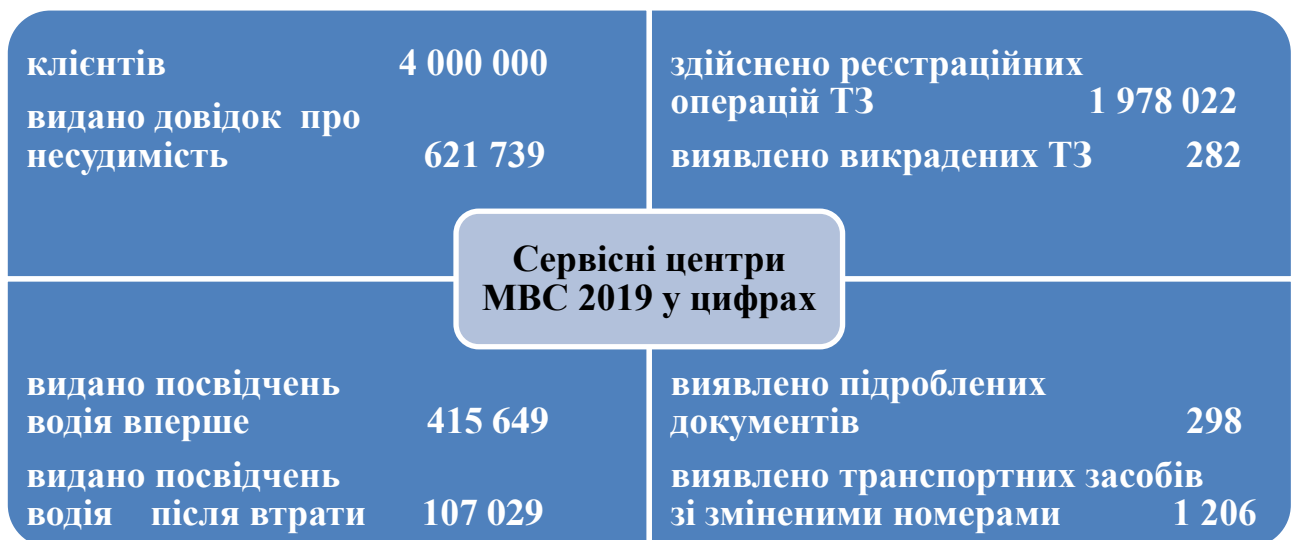 клієнтів 4 000 000
видано довідок про
несудимість 621 739
здійснено реєстраційних
операцій ТЗ 1 978 022
виявлено викрадених ТЗ 282
Сервісні центри
МВС 2019 у цифрах
видано посвідчень
водія вперше 415 649
видано посвідчень
водія після втрати 107 029
виявлено підроблених
документів 298
виявлено транспортних засобів
зі зміненими номерами 1 206